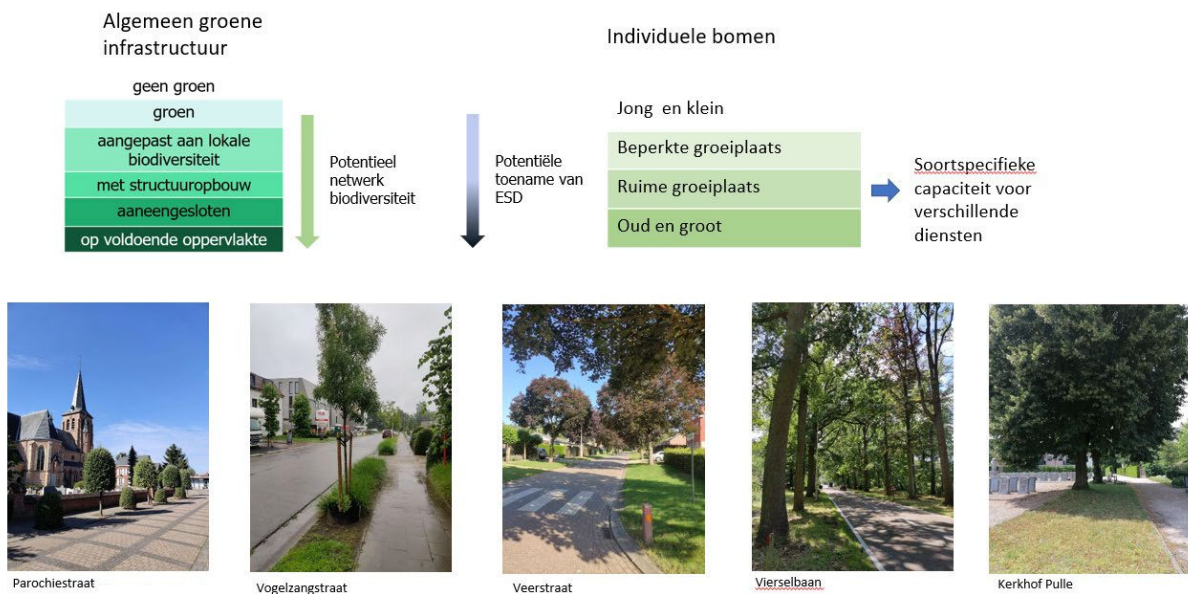 Algemeen groene
infrastructuur
geen groen
groen
aangepast aan lokale
biodiversiteit
met structuuropbouw
aaneengesloten
op voldoende oppervlakte
Potentieel
netwerk
biodiversiteit
Potentiële
toename van
ESD
Individuele bomen
Jong en klein
Beperkte groeiplaats
Ruime groeiplaats
Oud en groot
Soortspecifieke
capaciteit voor
verschillende
diensten
Parochiestraat
Vogelzangstraat
Veerstraat
Vierselbaan
Kerkhof Pulle